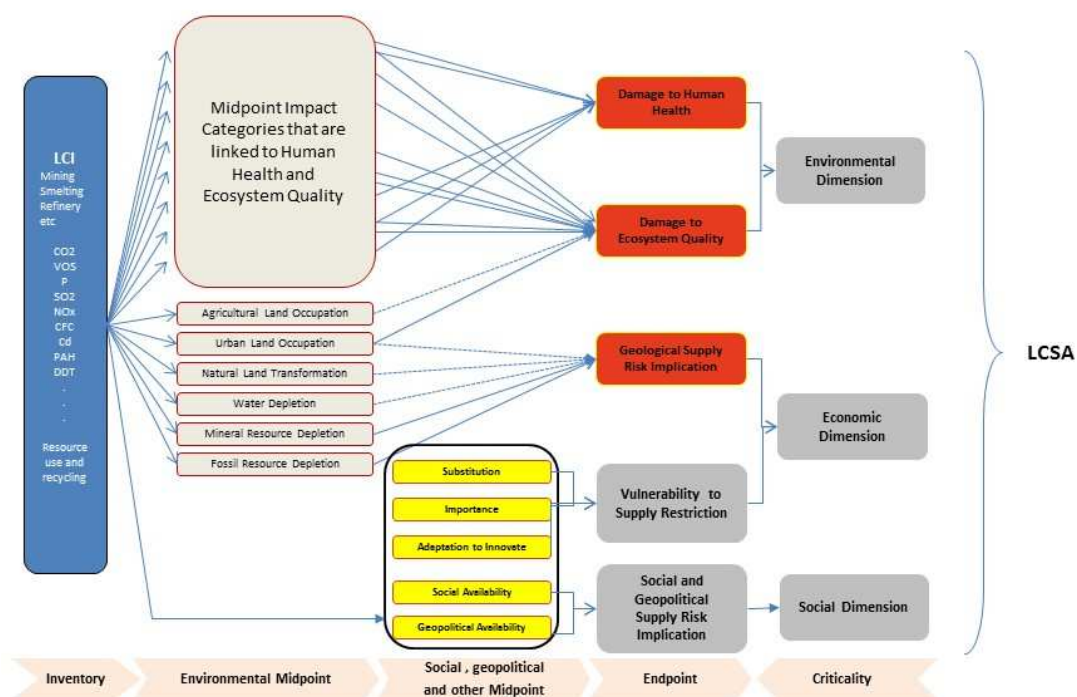 LCI
Mining
Smelting
Refinery
etc
CO2
VOS
P
SO2
NOx
CFC
Cd
PAH
DDT
.
.
.
Resource
use and
recycling
Midpoint Impact
Categories that are
linked to Human
Health and
Ecosystem Quality
Agricultural Land Occupation
Urban Land Occupation
Natural Land Transformation
Water Depletion
Mineral Resource Depletion
Fossil Resource Depletion
Substitution
Importance
Adaptation to Innovate
Social Availability
Geopolitical Availability
Damage to Human
Health
Damage to
Ecosystem Quality
Geological Supply
Risk Implication
Vulnerability to
Supply Restriction
Social and
Geopolitical
Supply Risk
Implication
Environmental
Dimension
Economic
Dimension
Social Dimension
LCSA
Inventory
Environmental Midpoint
Social , geopolitical
and other Midpoint
Endpoint
Criticality